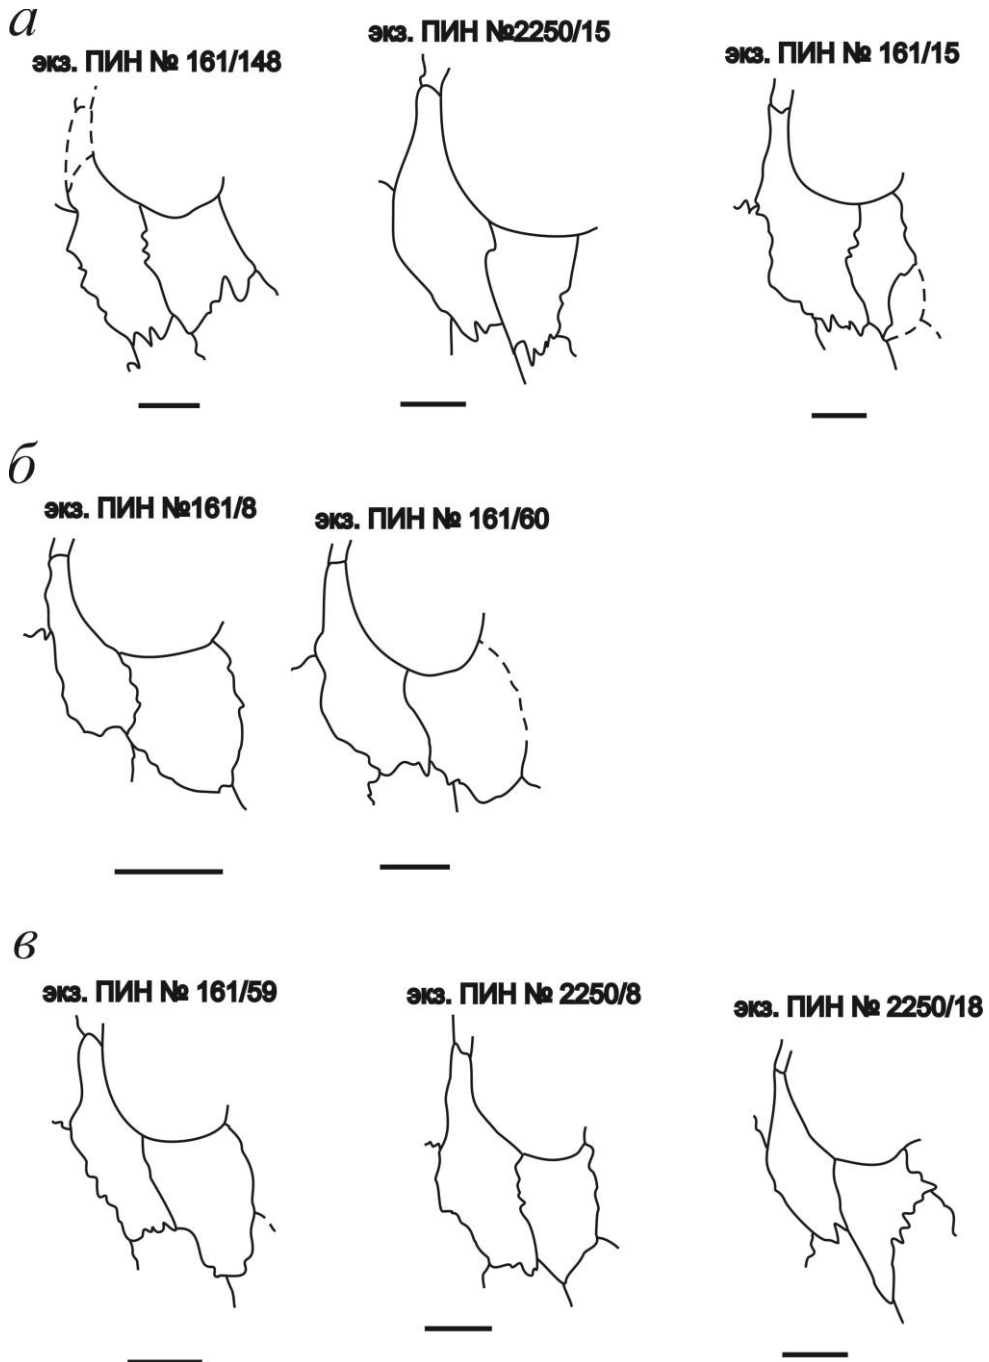 а
экз. ПИН № 161/148
экз. ПИН №2250/15
экз. ПИН № 161/15
б
экз. ПИН №161/8
экз. ПИН № 161/60
в
экз. ПИН № 161/59
экз. ПИН № 2250/8
экз. ПИН № 2250/18